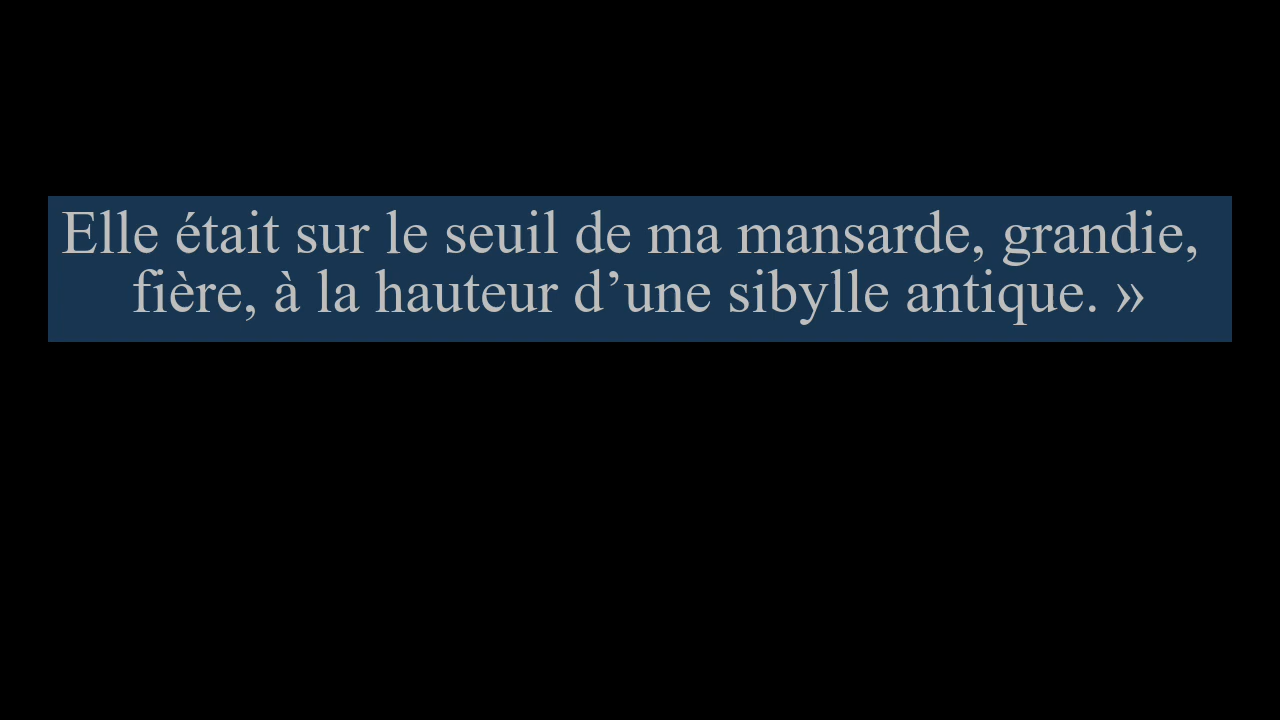 Elle était sur le seuil de ma mansarde, grandie,
fière, à la hauteur d’une sibylle antique. »